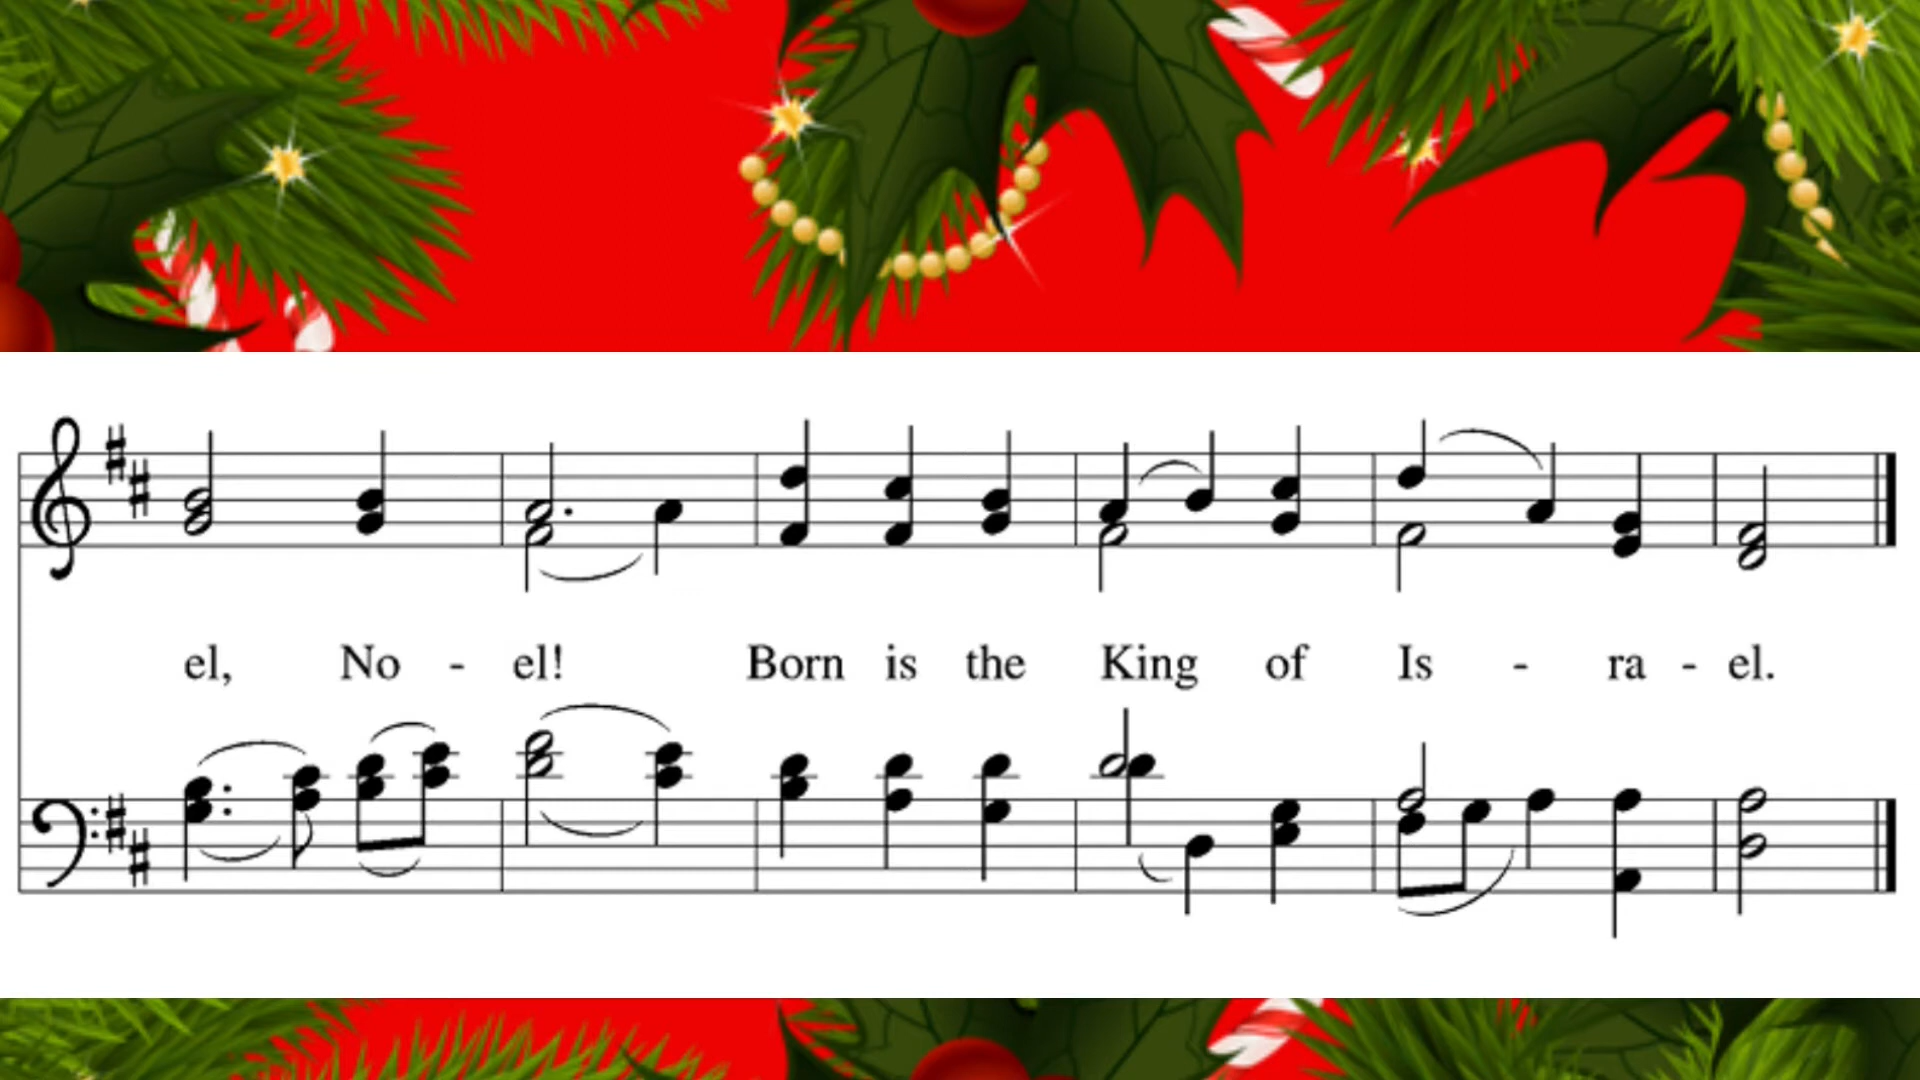 el, No - el! Born is the King of Is - ra - el.